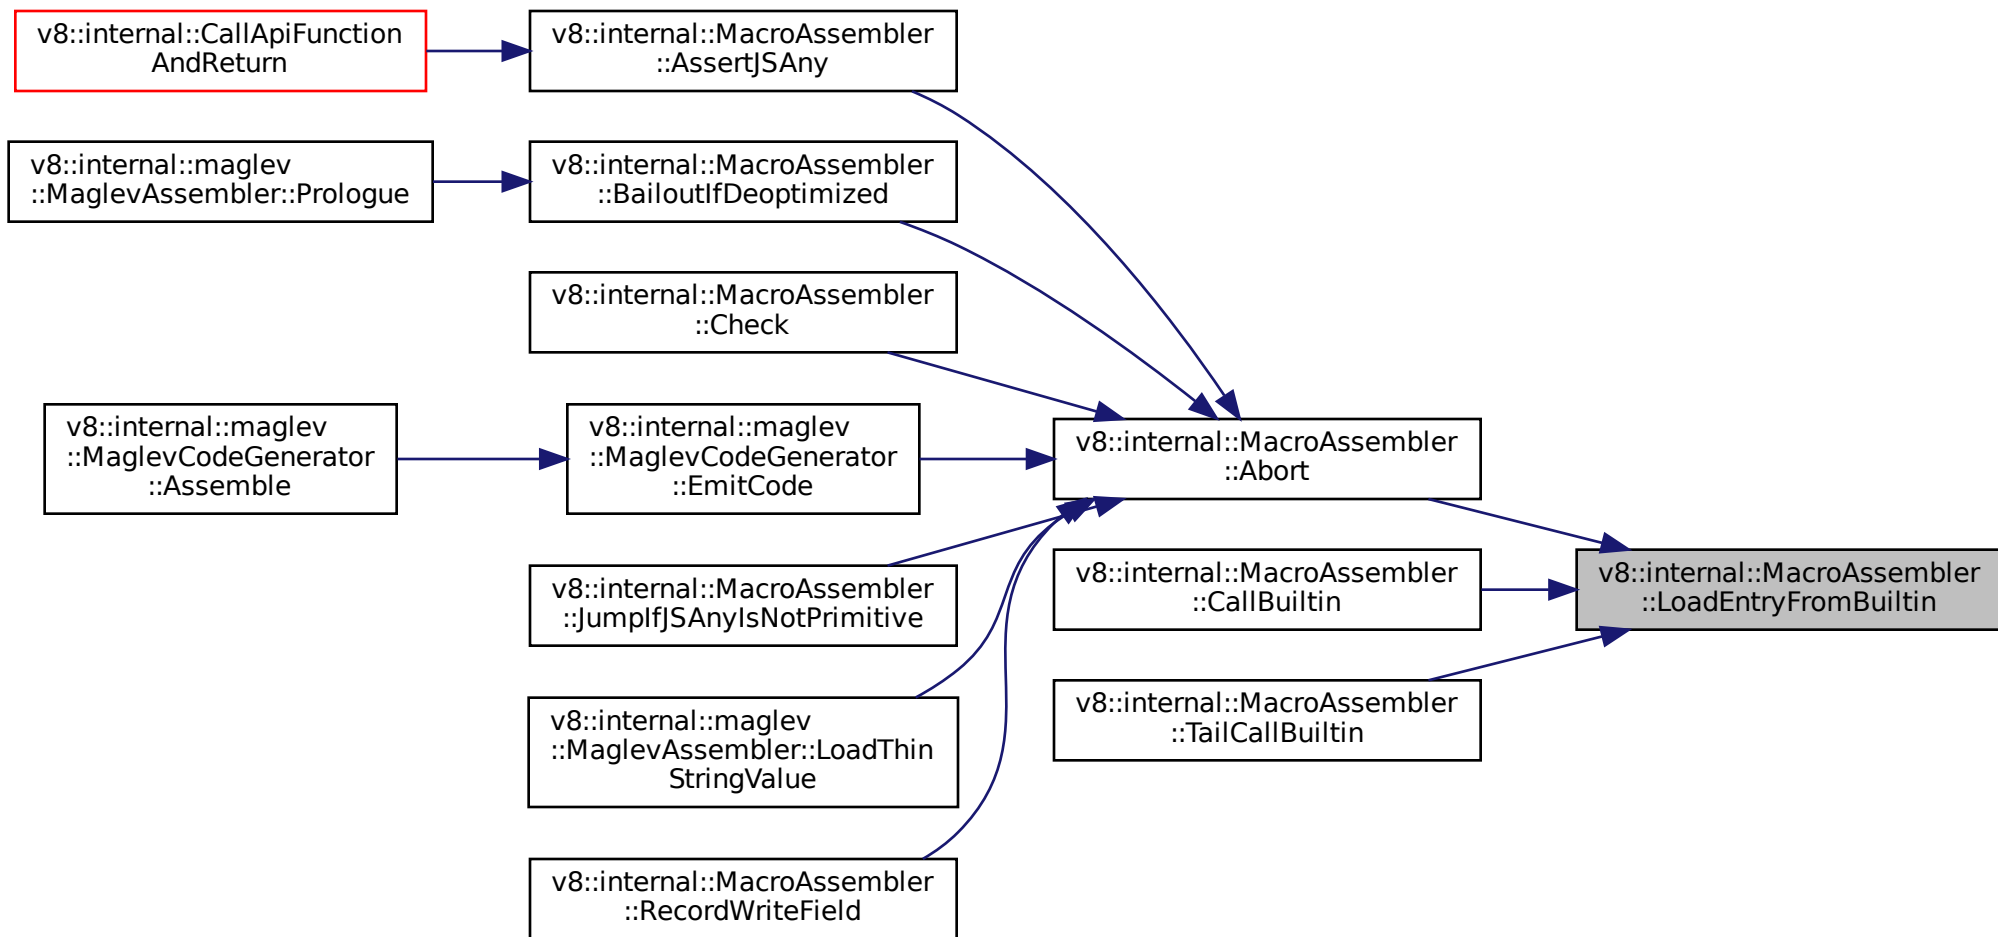 v8::internal::CallApiFunction
AndReturn
v8::internal::MacroAssembler
::AssertJSAny
v8::internal::maglev
::MaglevAssembler::Prologue
v8::internal::MacroAssembler
::BailoutIfDeoptimized
v8::internal::MacroAssembler
::Check
v8::internal::maglev
::MaglevCodeGenerator
::Assemble
v8::internal::maglev
::MaglevCodeGenerator
::EmitCode
v8::internal::MacroAssembler
::Abort
v8::internal::MacroAssembler
::JumpIfJSAnyIsNotPrimitive
v8::internal::MacroAssembler
::CallBuiltin
v8::internal::MacroAssembler
::LoadEntryFromBuiltin
v8::internal::maglev
::MaglevAssembler::LoadThin
StringValue
v8::internal::MacroAssembler
::TailCallBuiltin
v8::internal::MacroAssembler
::RecordWriteField